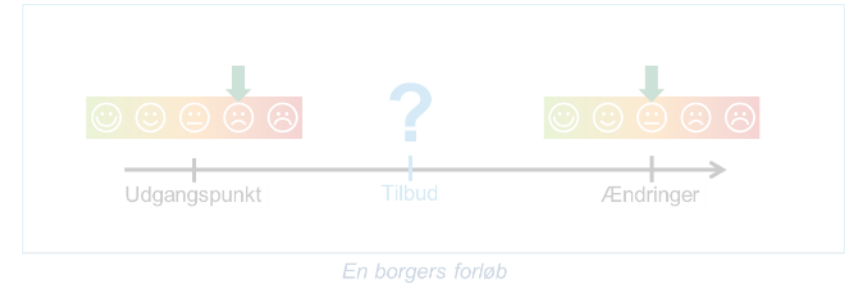 ?
Udgangspunkt
Tilbud
Ændringer
En borgers forløb